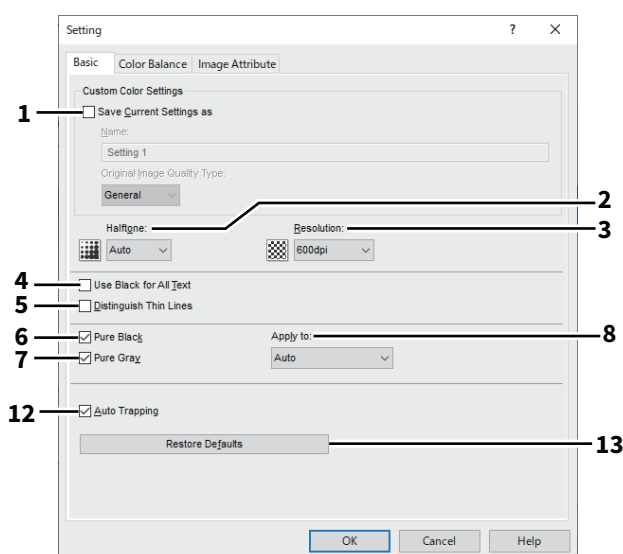 Setting ? ×
Basic Color Balance Image Attribute
Custom Color Settings
1 Save Current Settings as
Name:
Setting 1
Original Image Quality Type:
General
2
Halftone: Resolution: 3
Auto 600dpi
4 Use Black for All Text
5 Distinguish Thin Lines
6 Pure Black Apply to: 8
7 Pure Gray Auto
12 Auto Trapping
Restore Defaults 13
OK Cancel Help